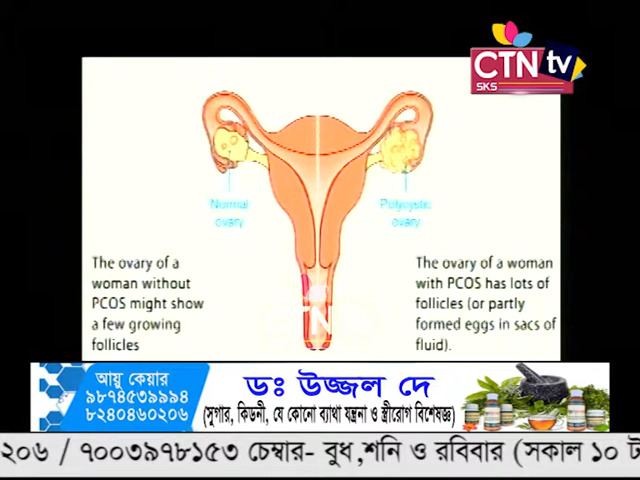 CTN tv
SKS
Normal
ovary
Polycystic
ovary
The ovary of a
woman without
PCOS might show
a few growing
follicles
The ovary of a woman
with PCOS has lots of
follicles (or partly
formed eggs in sacs of
fluid).
আয়ু কেয়ার
৯৮৭৪৫৩৯৯৯৪
৮২৪০৪৬০২০৬
ডঃ উজ্জল দে
(সুগার, কিডনী, যে কোনো ব্যাথা যন্ত্রনা ও স্ত্রীরোগ বিশেষজ্ঞ)
২০৬ / ৭০০৩৯৭৮১৫৩ চেম্বার- বুধ,শনি ও রবিবার (সকাল ১০ ট